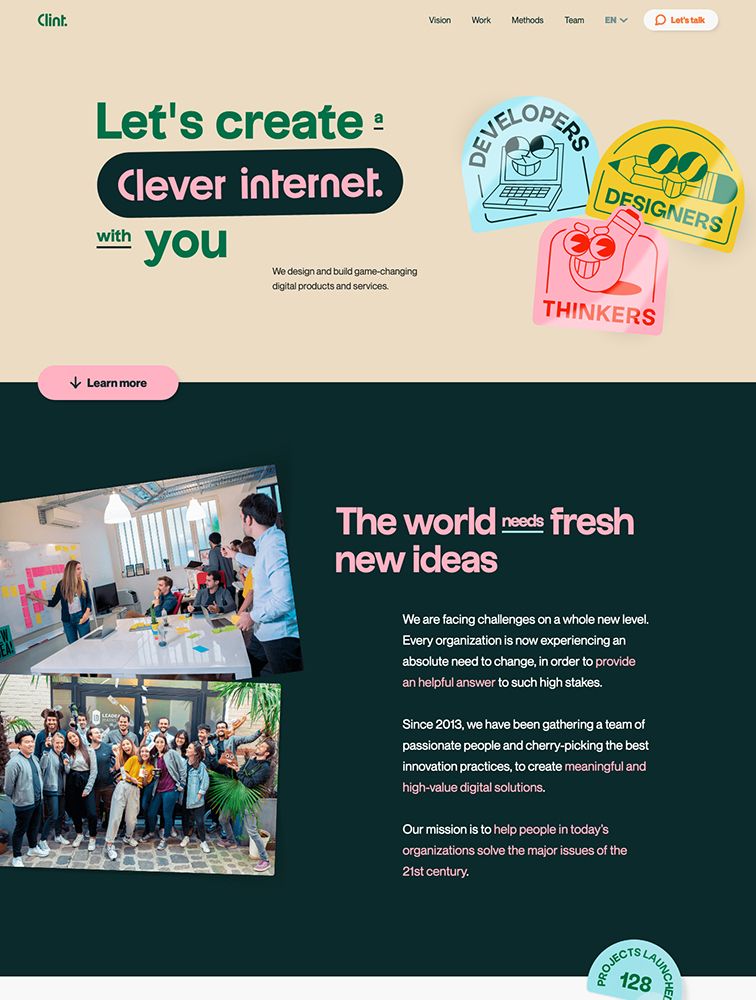 Clint.
Vision Work Methods Team EN Let's talk
Let's create a
Clever internet.
with you
We design and build game-changing
digital products and services.
DEVELOPERS
DESIGNERS
THINKERS
Learn more
The world needs fresh
new ideas
We are facing challenges on a whole new level.
Every organization is now experiencing an
absolute need to change, in order to provide
an helpful answer to such high stakes.
Since 2013, we have been gathering a team of
passionate people and cherry-picking the best
innovation practices, to create meaningful and
high-value digital solutions.
Our mission is to help people in today's
organizations solve the major issues of the
21st century.
PROJECTS LAUNCHE
128